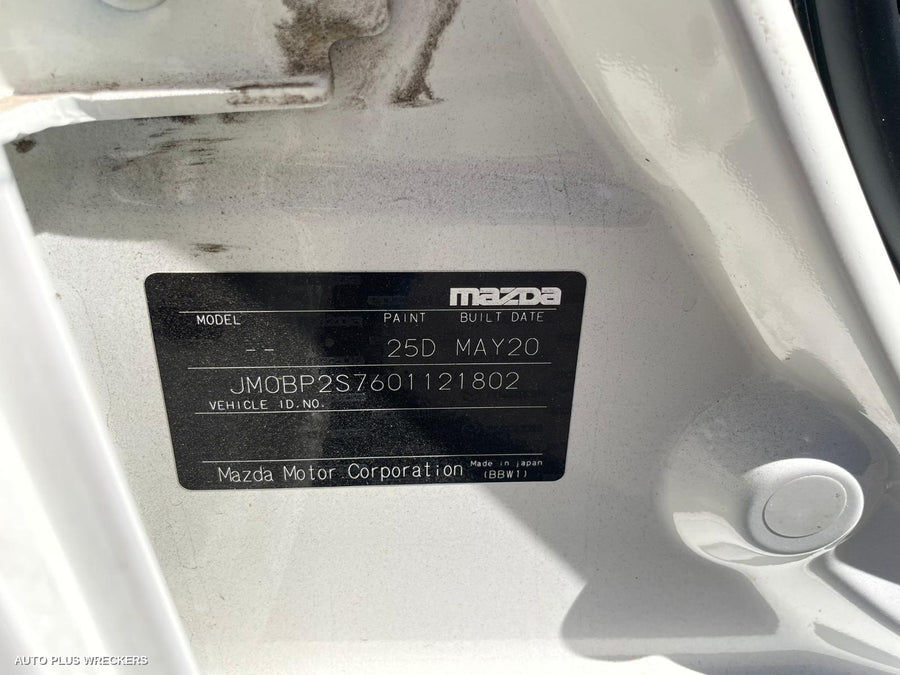 mazda
MODEL PAINT BUILT DATE
-- 25D MAY20
JM0BP2S7601121802
VEHICLE ID.NO.
Mazda Motor Corporation Made in japan
(BBW1)
AUTO PLUS WRECKERS